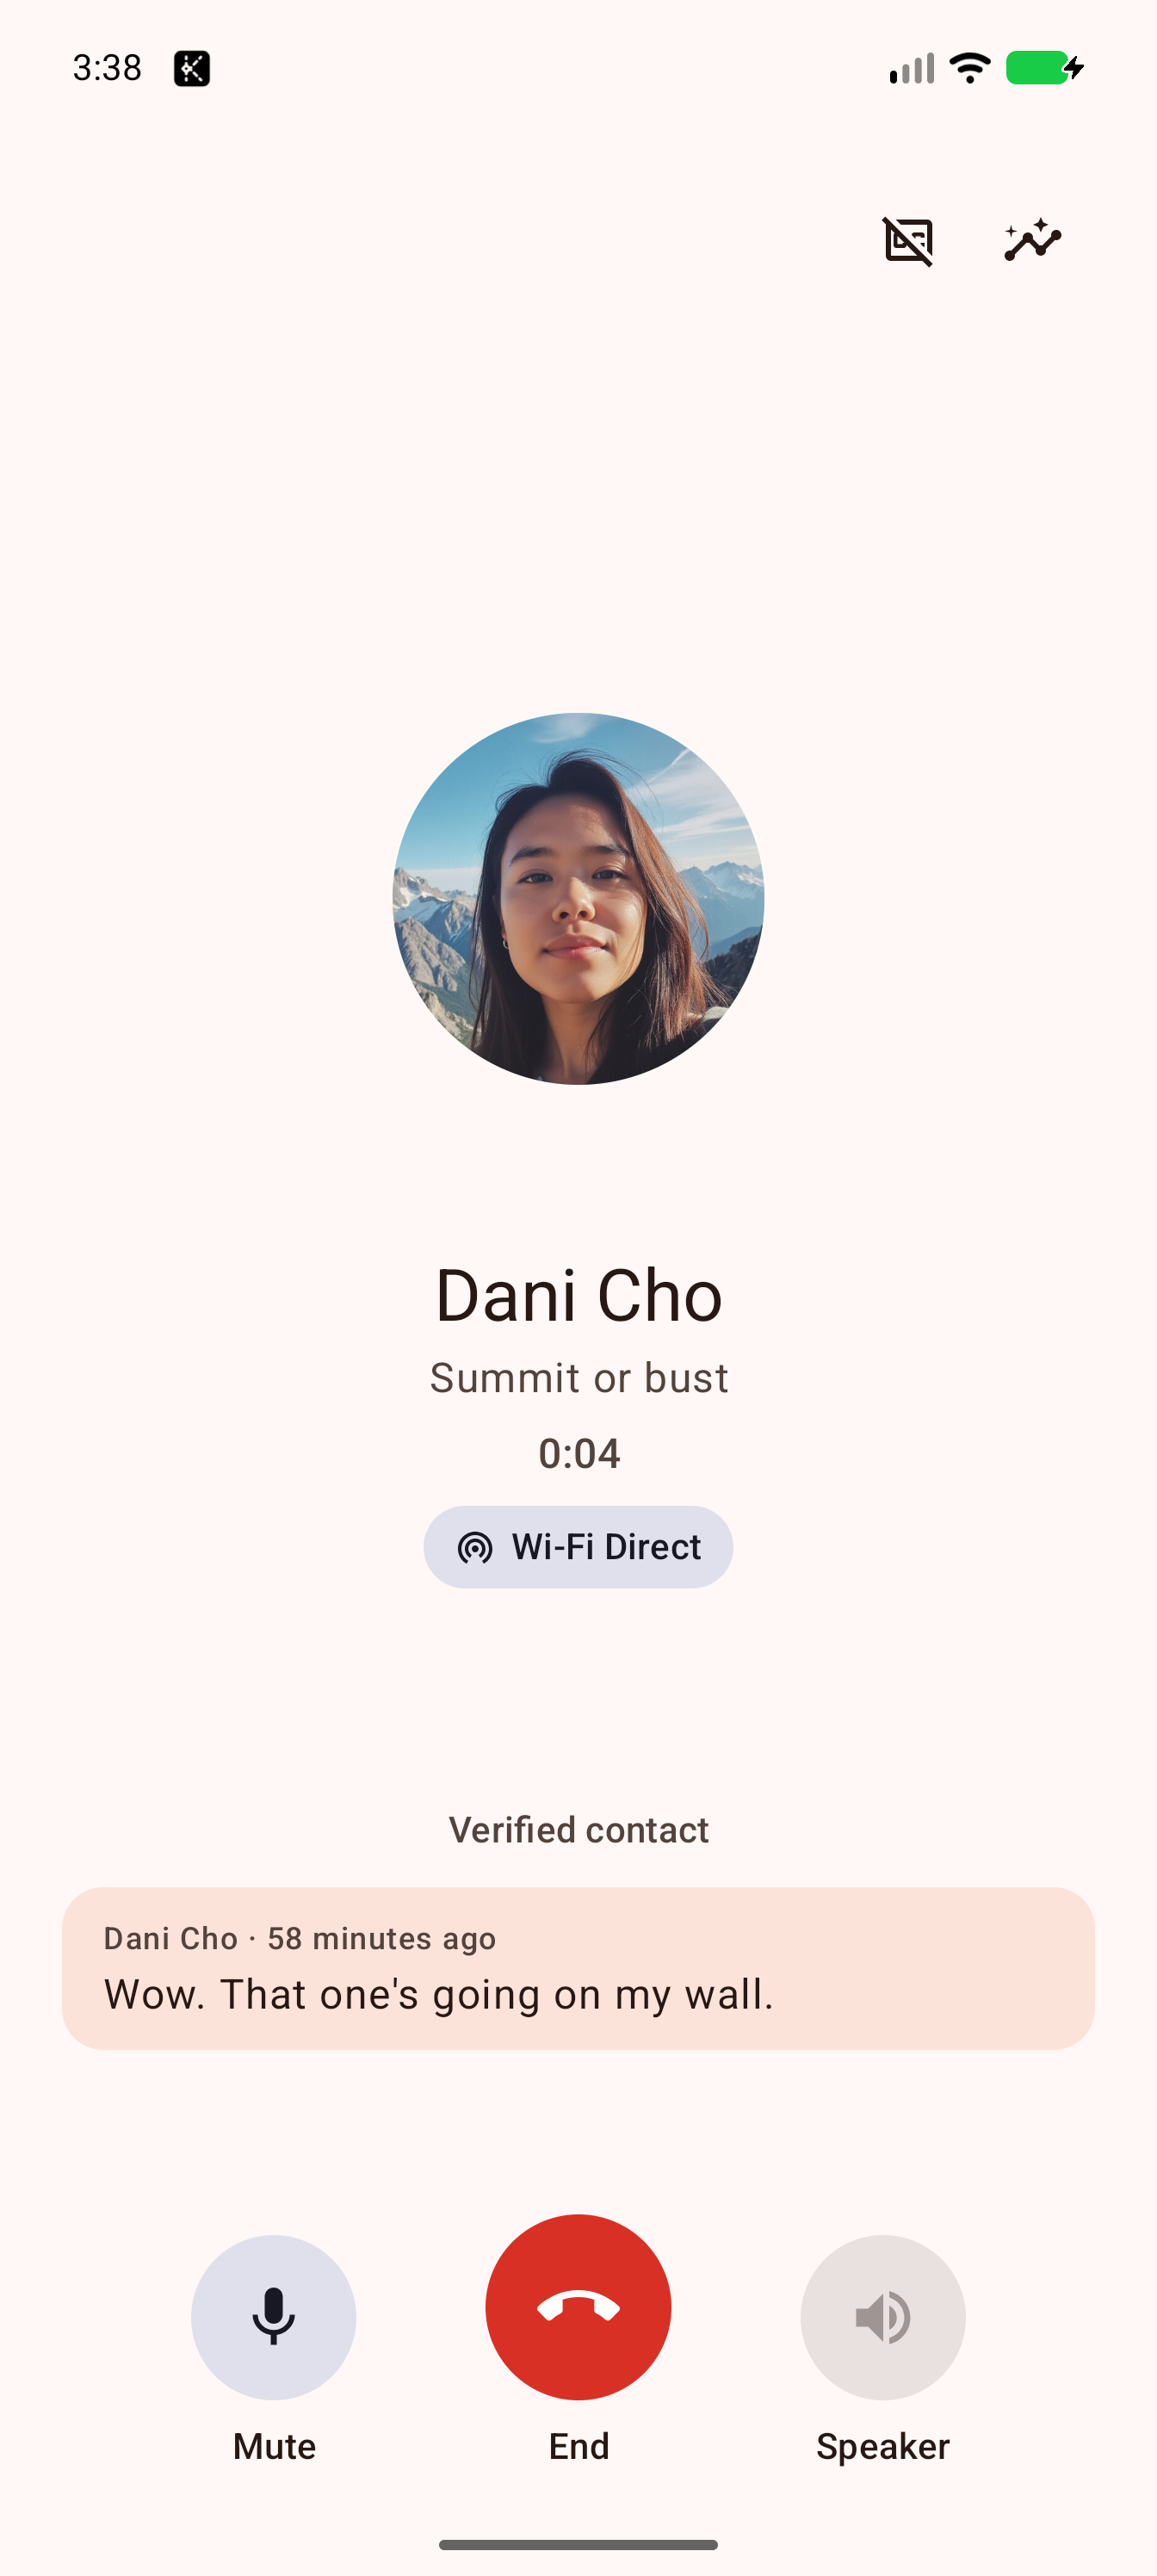 3:38
Dani Cho
Summit or bust
0:04
Wi-Fi Direct
Verified contact
Dani Cho · 58 minutes ago
Wow. That one's going on my wall.
Mute
End
Speaker